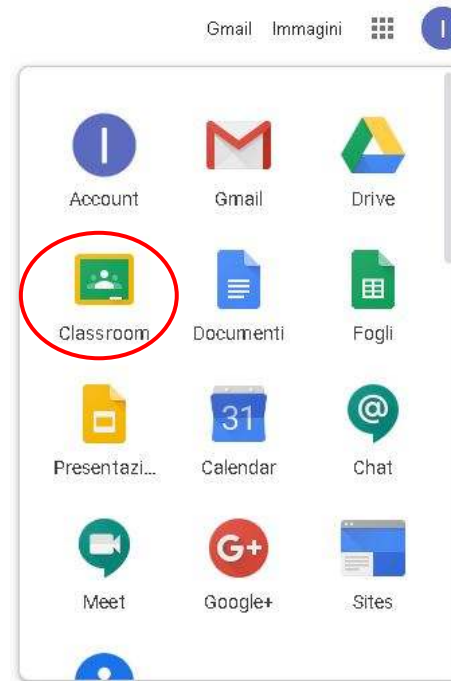 Gmail Immagini I
I
Account Gmail Drive
Classroom Documenti Fogli
31 @
Presentazi... Calendar Chat
G+
Meet Google+ Sites